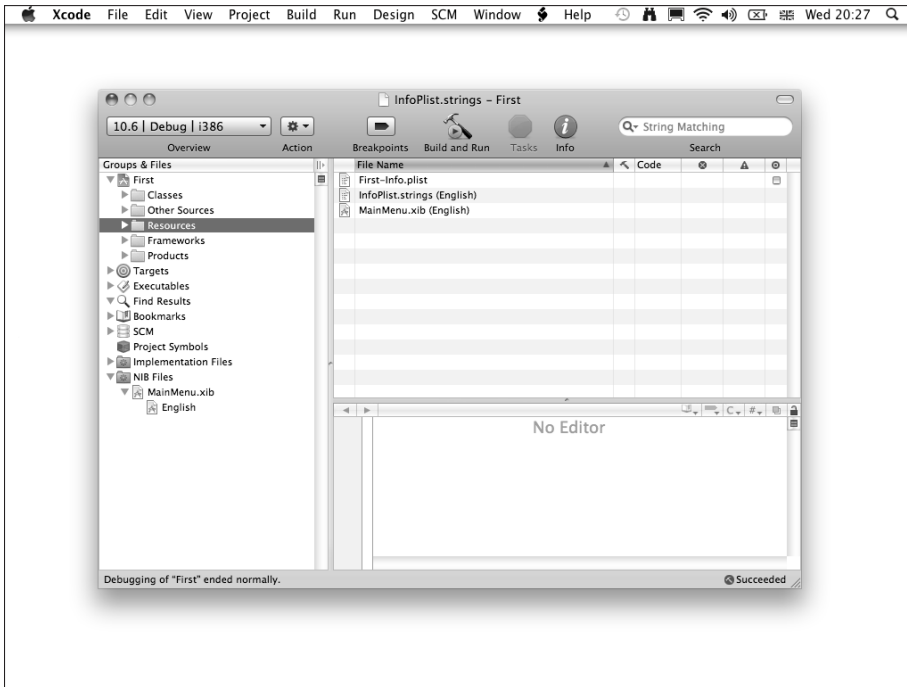 Xcode File Edit View Project Build Run Design SCM Window Help Wed 20:27
InfoPlist.strings – First
10.6 | Debug | i386
String Matching
Overview Action Breakpoints Build and Run Tasks Info Search
Groups & Files
First
Classes
Other Sources
Resources
Frameworks
Products
Targets
Executables
Find Results
Bookmarks
SCM
Project Symbols
Implementation Files
NIB Files
MainMenu.xib
English
File Name Code
First-Info.plist
InfoPlist.strings (English)
MainMenu.xib (English)
C #
No Editor
Debugging of "First" ended normally. Succeeded